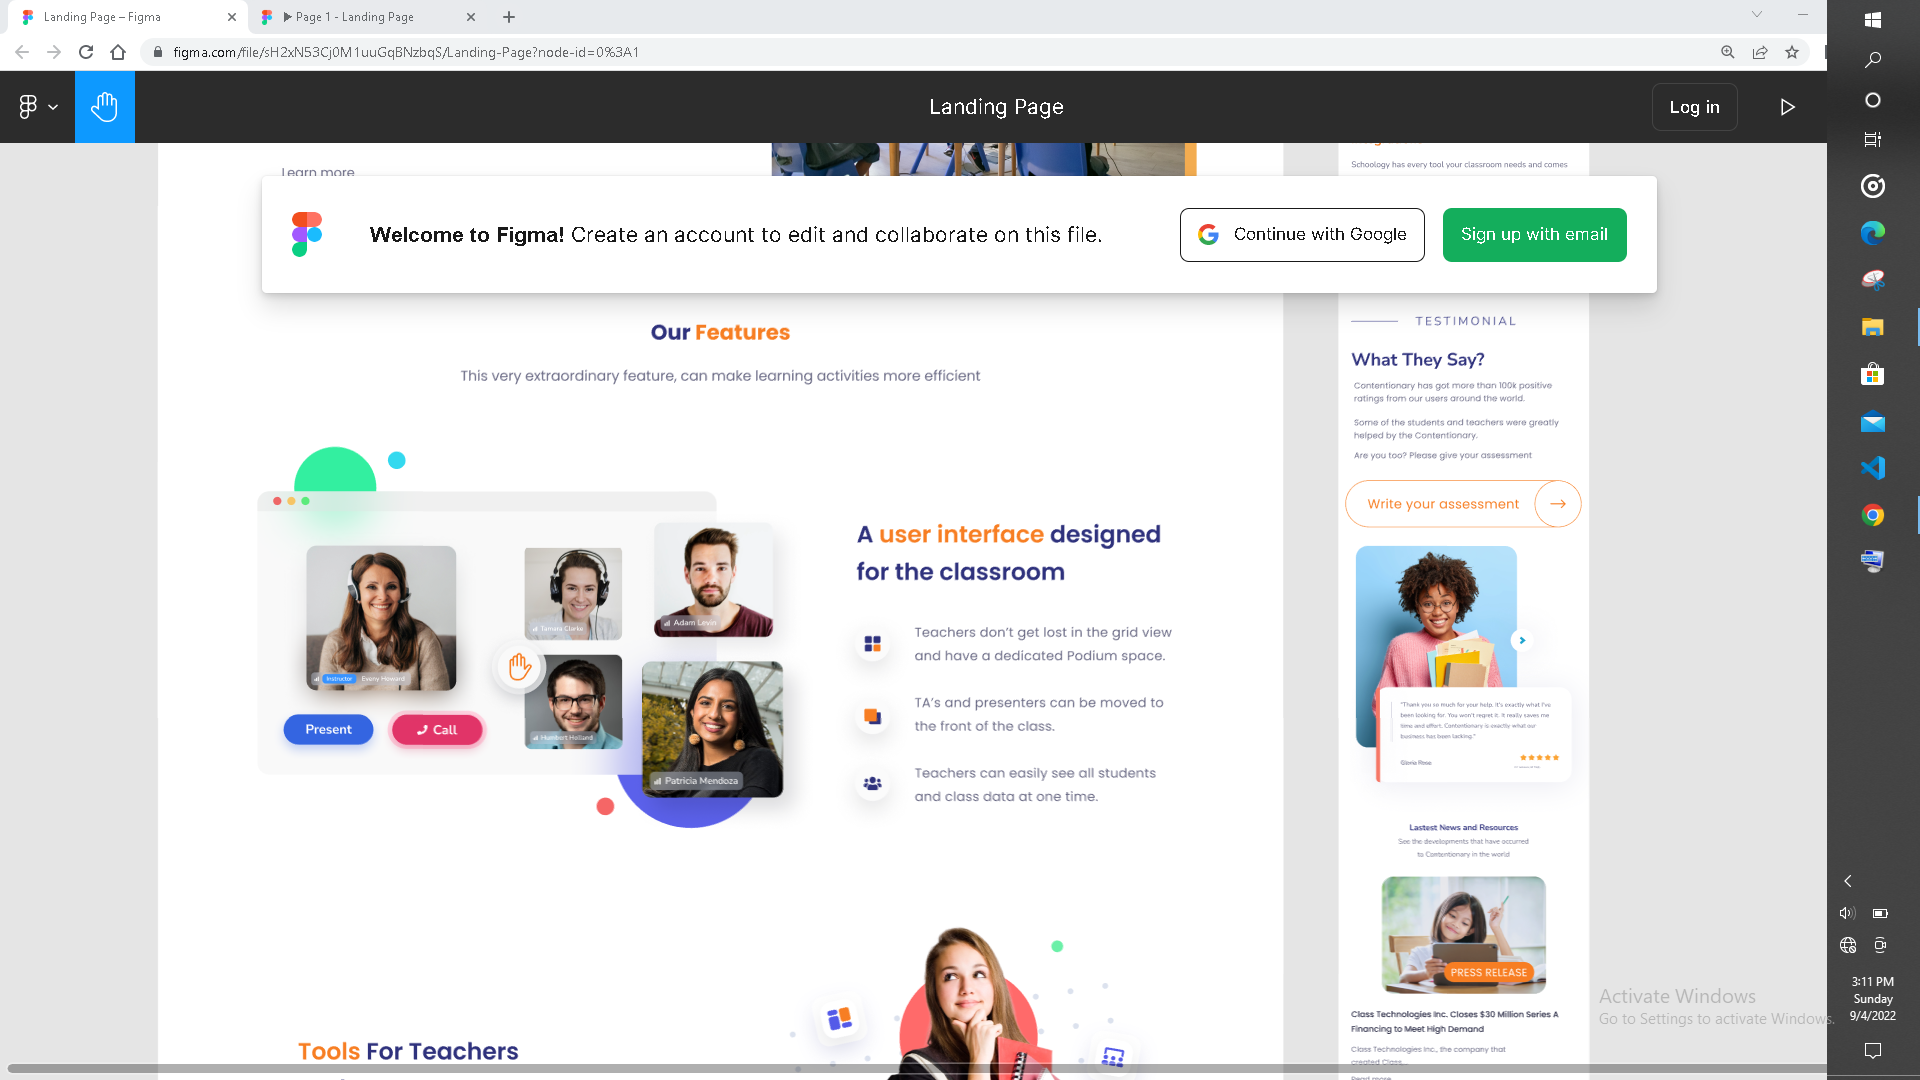 Landing Page – Figma
Page 1 - Landing Page
figma.com/file/sH2xN53Cj0M1uuGqBNzbqS/Landing-Page?node-id=0%3A1
Landing Page
Log in
Learn more
Schoology has every tool your classroom needs and comes
Welcome to Figma! Create an account to edit and collaborate on this file.
Continue with Google
Sign up with email
Our Features
This very extraordinary feature, can make learning activities more efficient
Tamara Clarke
Adam Levin
Instructor
Eveny Howard
Humbert Holland
Patricia Mendoza
Present
Call
A user interface designed
for the classroom
Teachers don't get lost in the grid view
and have a dedicated Podium space.
TA's and presenters can be moved to
the front of the class.
Teachers can easily see all students
and class data at one time.
Tools For Teachers
TESTIMONIAL
What They Say?
Contentionary has got more than 100k positive
ratings from our users around the world.
Some of the students and teachers were greatly
helped by the Contentionary.
Are you too? Please give your assessment
Write your assessment
"Thank you so much for your help. It's exactly what I've
been looking for. You won't regret it. It really saves me
time and effort. Contentionary is exactly what our
business has been lacking."
Gloria Rose
Lastest News and Resources
See the developments that have occurred
to Contentionary in the world
PRESS RELEASE
Class Technologies Inc. Closes $30 Million Series A
Financing to Meet High Demand
Class Technologies Inc., the company that
created Class...
Read more
Activate Windows
Go to Settings to activate Windows.
3:11 PM
Sunday
9/4/2022